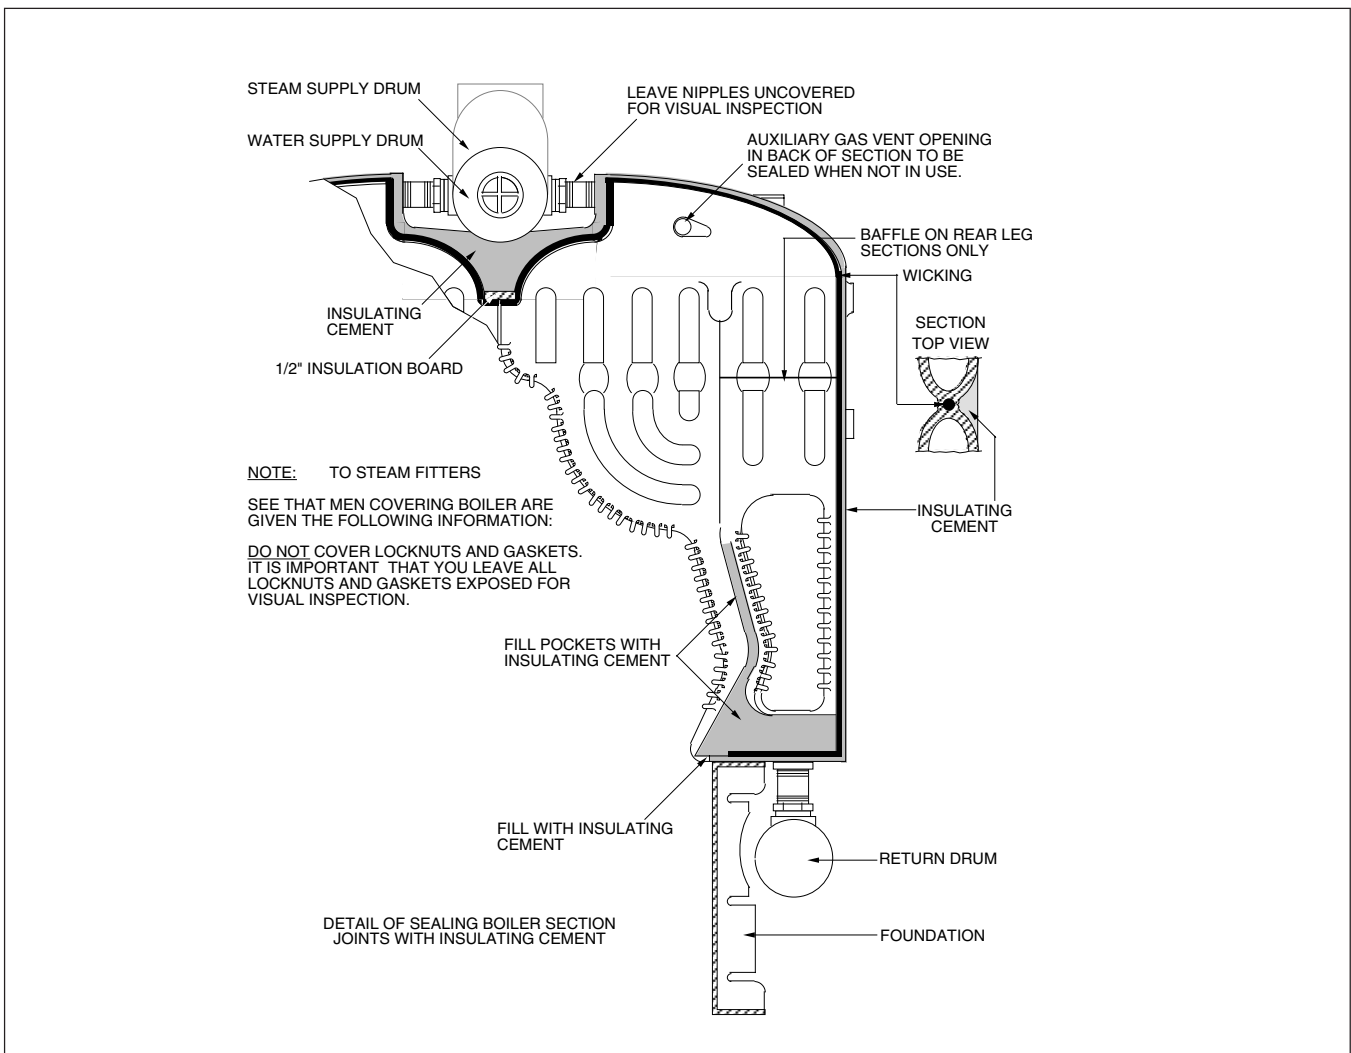 STEAM SUPPLY DRUM
WATER SUPPLY DRUM
LEAVE NIPPLES UNCOVERED
FOR VISUAL INSPECTION
AUXILIARY GAS VENT OPENING
IN BACK OF SECTION TO BE
SEALED WHEN NOT IN USE.
BAFFLE ON REAR LEG
SECTIONS ONLY
WICKING
SECTION
TOP VIEW
INSULATING
CEMENT
1/2" INSULATION BOARD
NOTE: TO STEAM FITTERS
SEE THAT MEN COVERING BOILER ARE
GIVEN THE FOLLOWING INFORMATION:
DO NOT COVER LOCKNUTS AND GASKETS.
IT IS IMPORTANT THAT YOU LEAVE ALL
LOCKNUTS AND GASKETS EXPOSED FOR
VISUAL INSPECTION.
INSULATING
CEMENT
FILL POCKETS WITH
INSULATING CEMENT
FILL WITH INSULATING
CEMENT
RETURN DRUM
DETAIL OF SEALING BOILER SECTION
JOINTS WITH INSULATING CEMENT
FOUNDATION